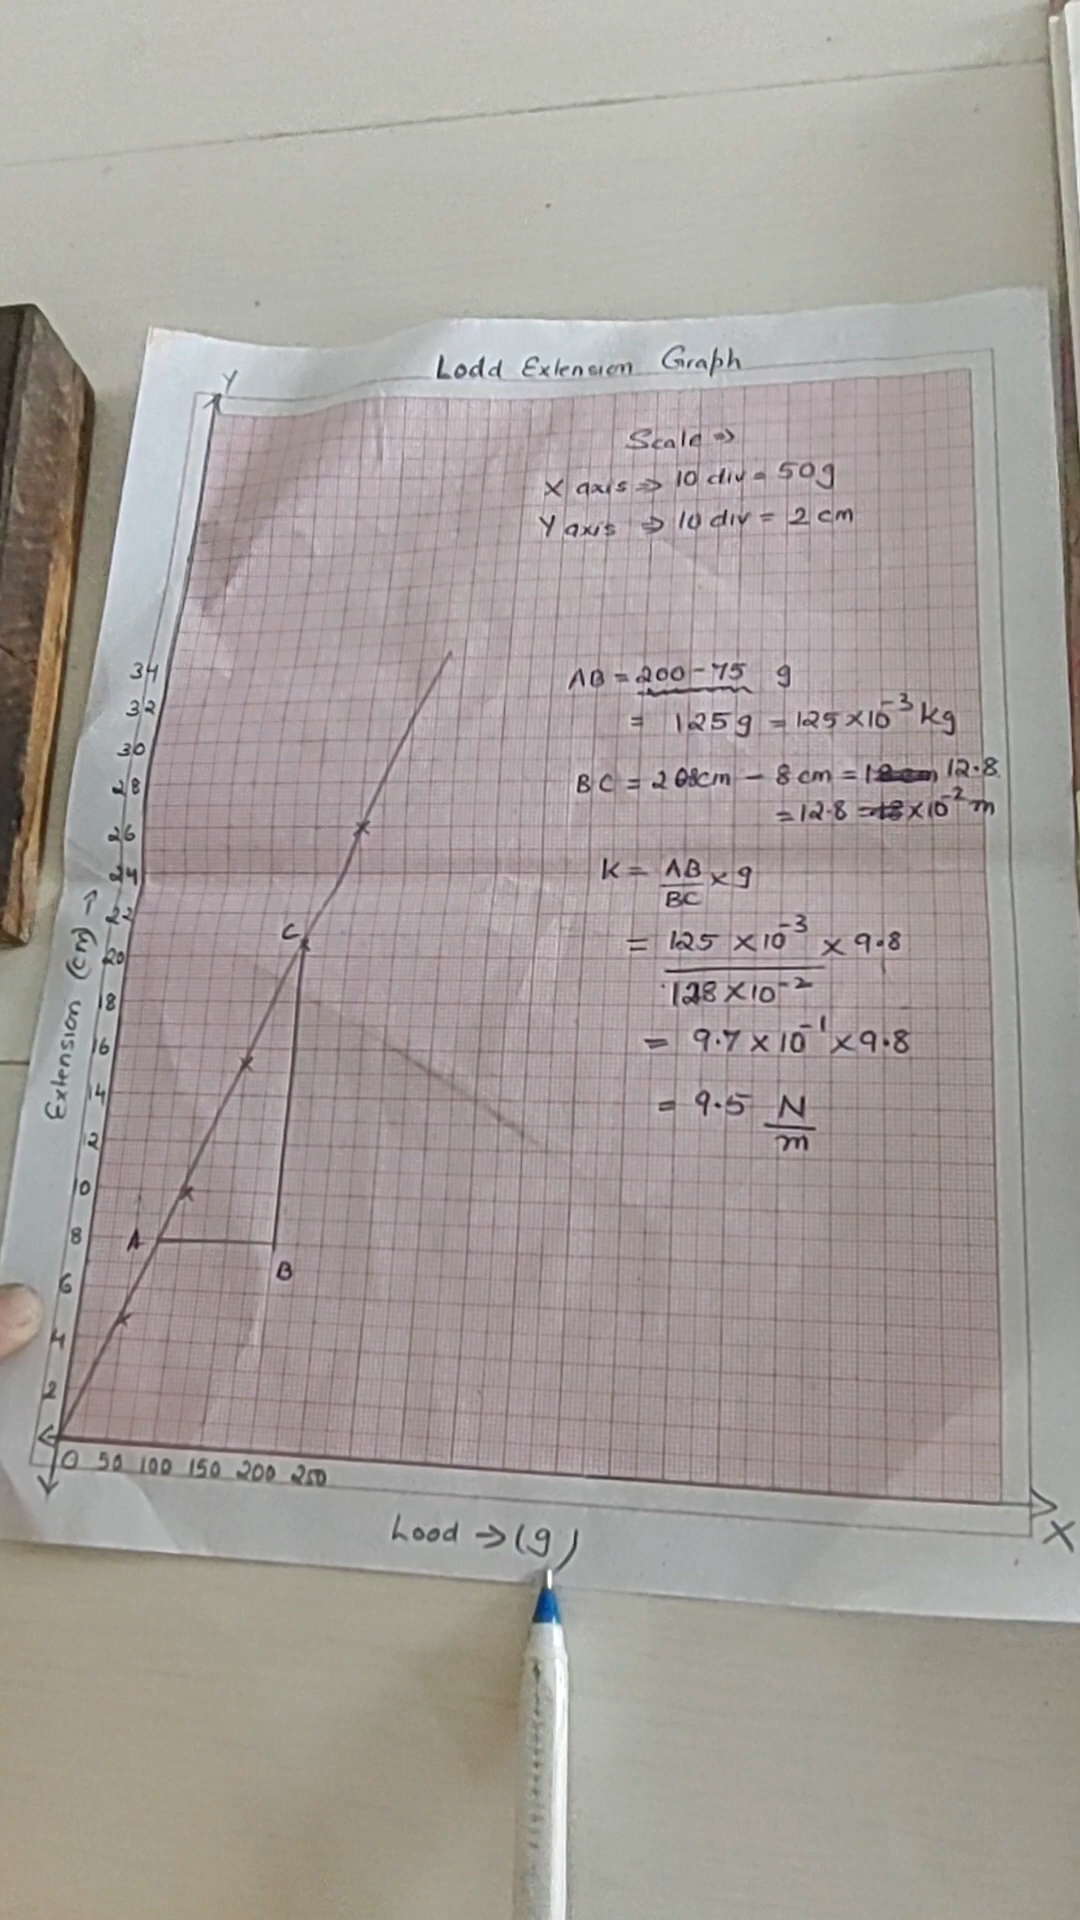 Lodd Extension Graph
Y
Scale ⇒
X axis ⇒ 10 div = 50g
Y axis ⇒ 10 div = 2 cm
AB = 200 - 75 g
= 125g = 125 × 10⁻³ kg
BC = 208cm - 8 cm = 12.8
= 12.8 × 10⁻² m
K = AB/BC × g
= 125 × 10⁻³ / 128 × 10⁻² × 9.8
= 9.7 × 10⁻¹ × 9.8
= 9.5 N/m
34
32
30
28
26
24
22
20
18
16
14
12
10
8
6
4
2
Extension (cm) →
C
A
B
0 50 100 150 200 250
Lood → (g)
X